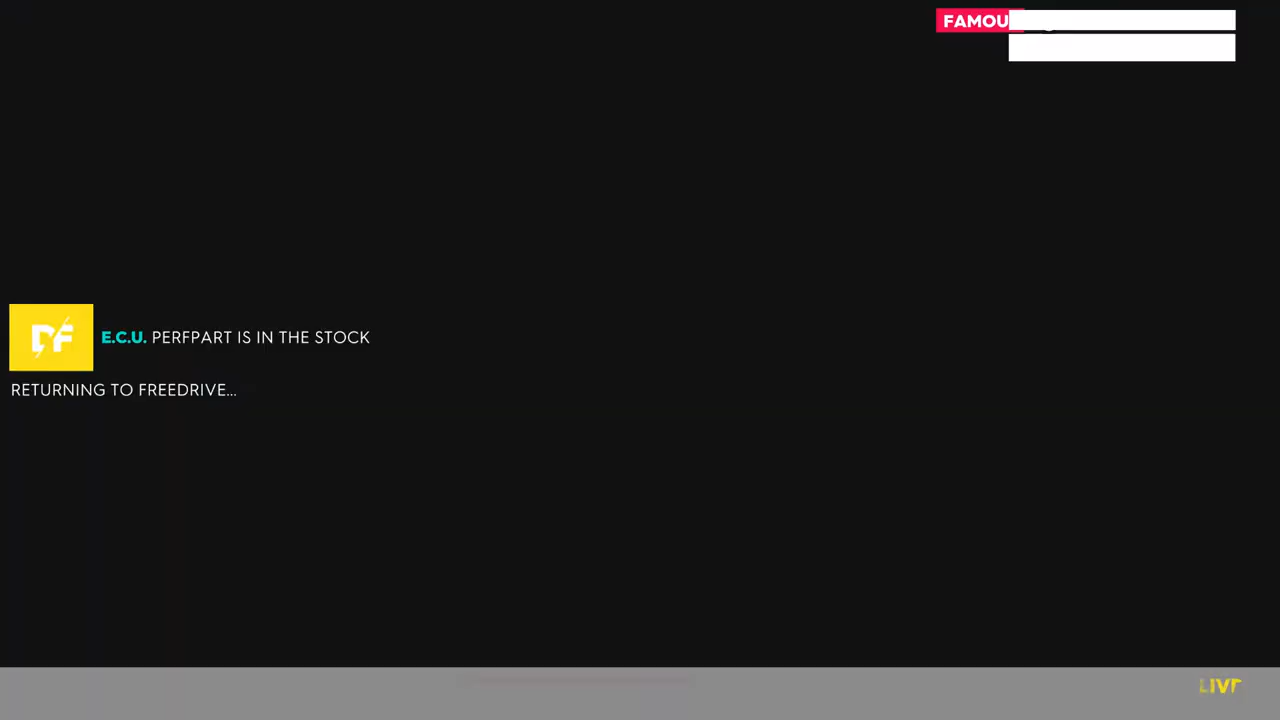 FAMOU
E.C.U. PERFPART IS IN THE STOCK
RETURNING TO FREEDRIVE...